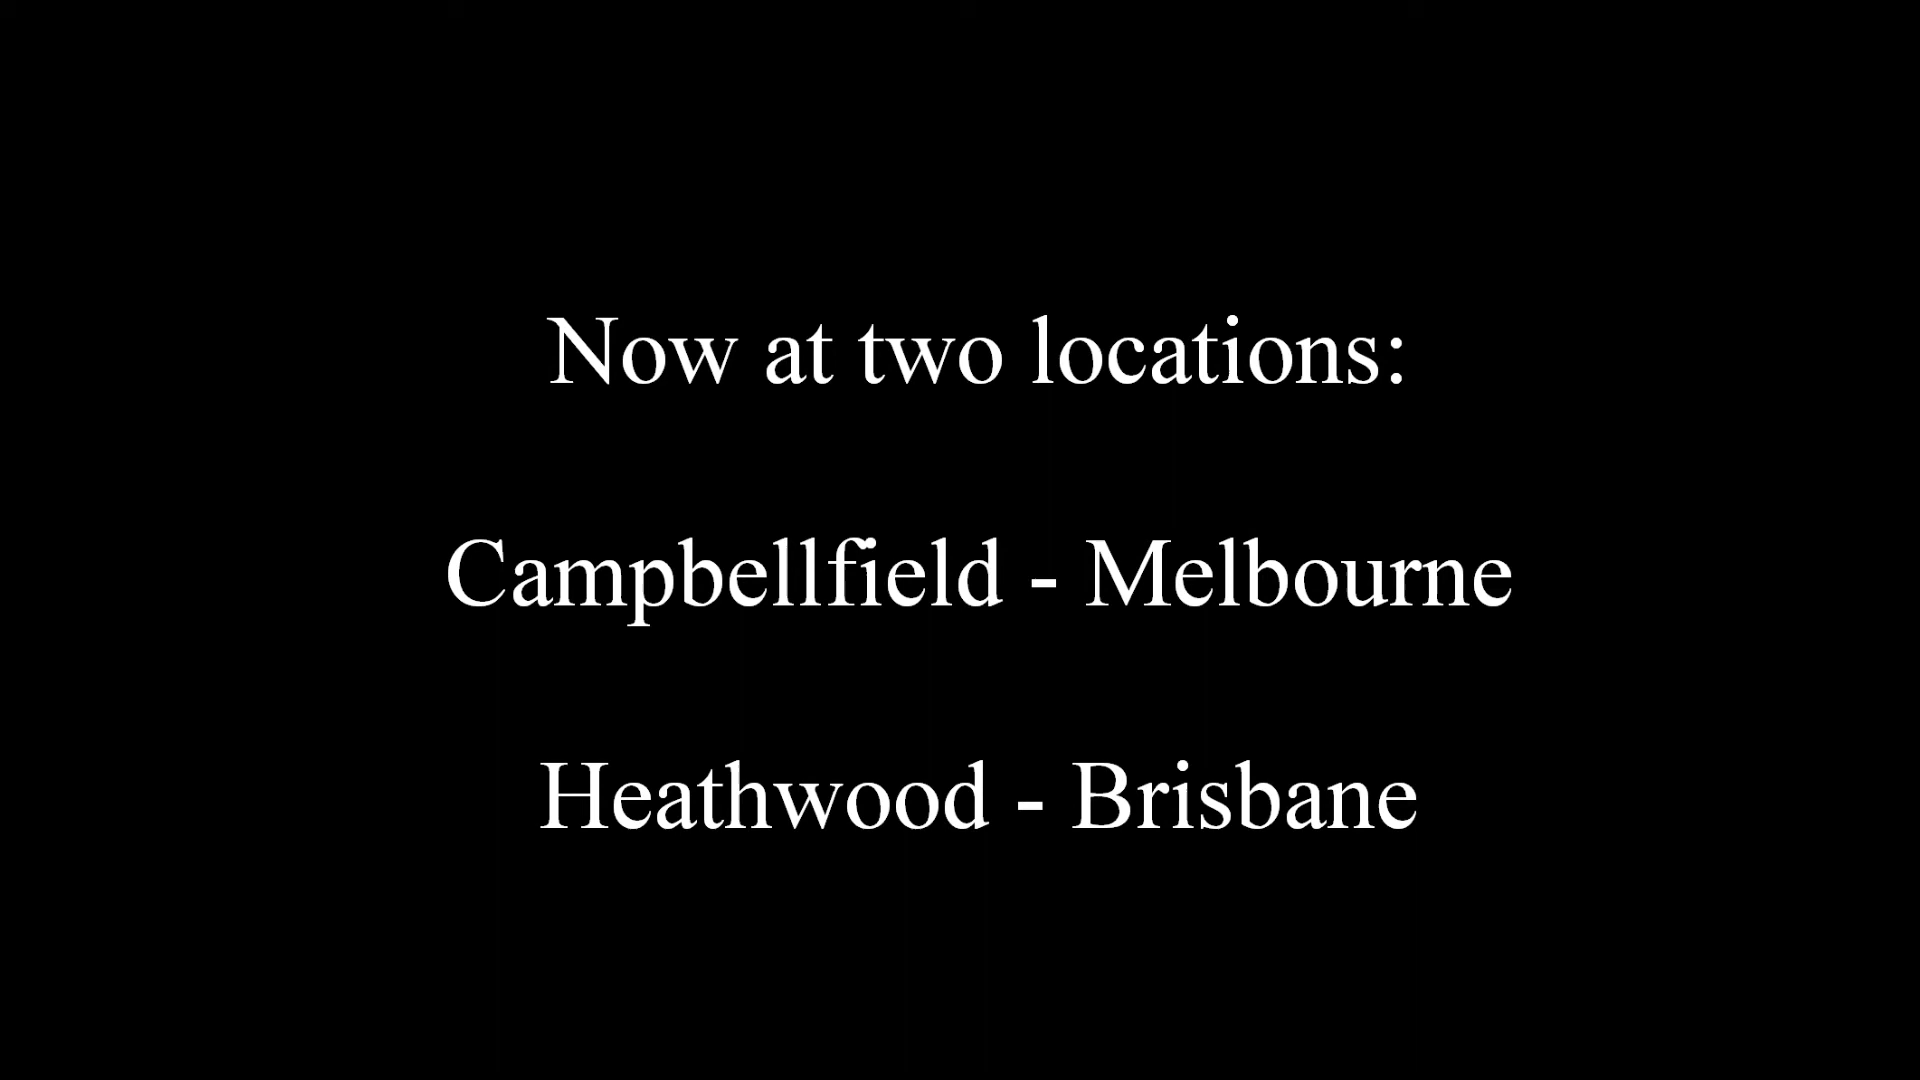 Now at two locations:
Campbellfield - Melbourne
Heathwood - Brisbane